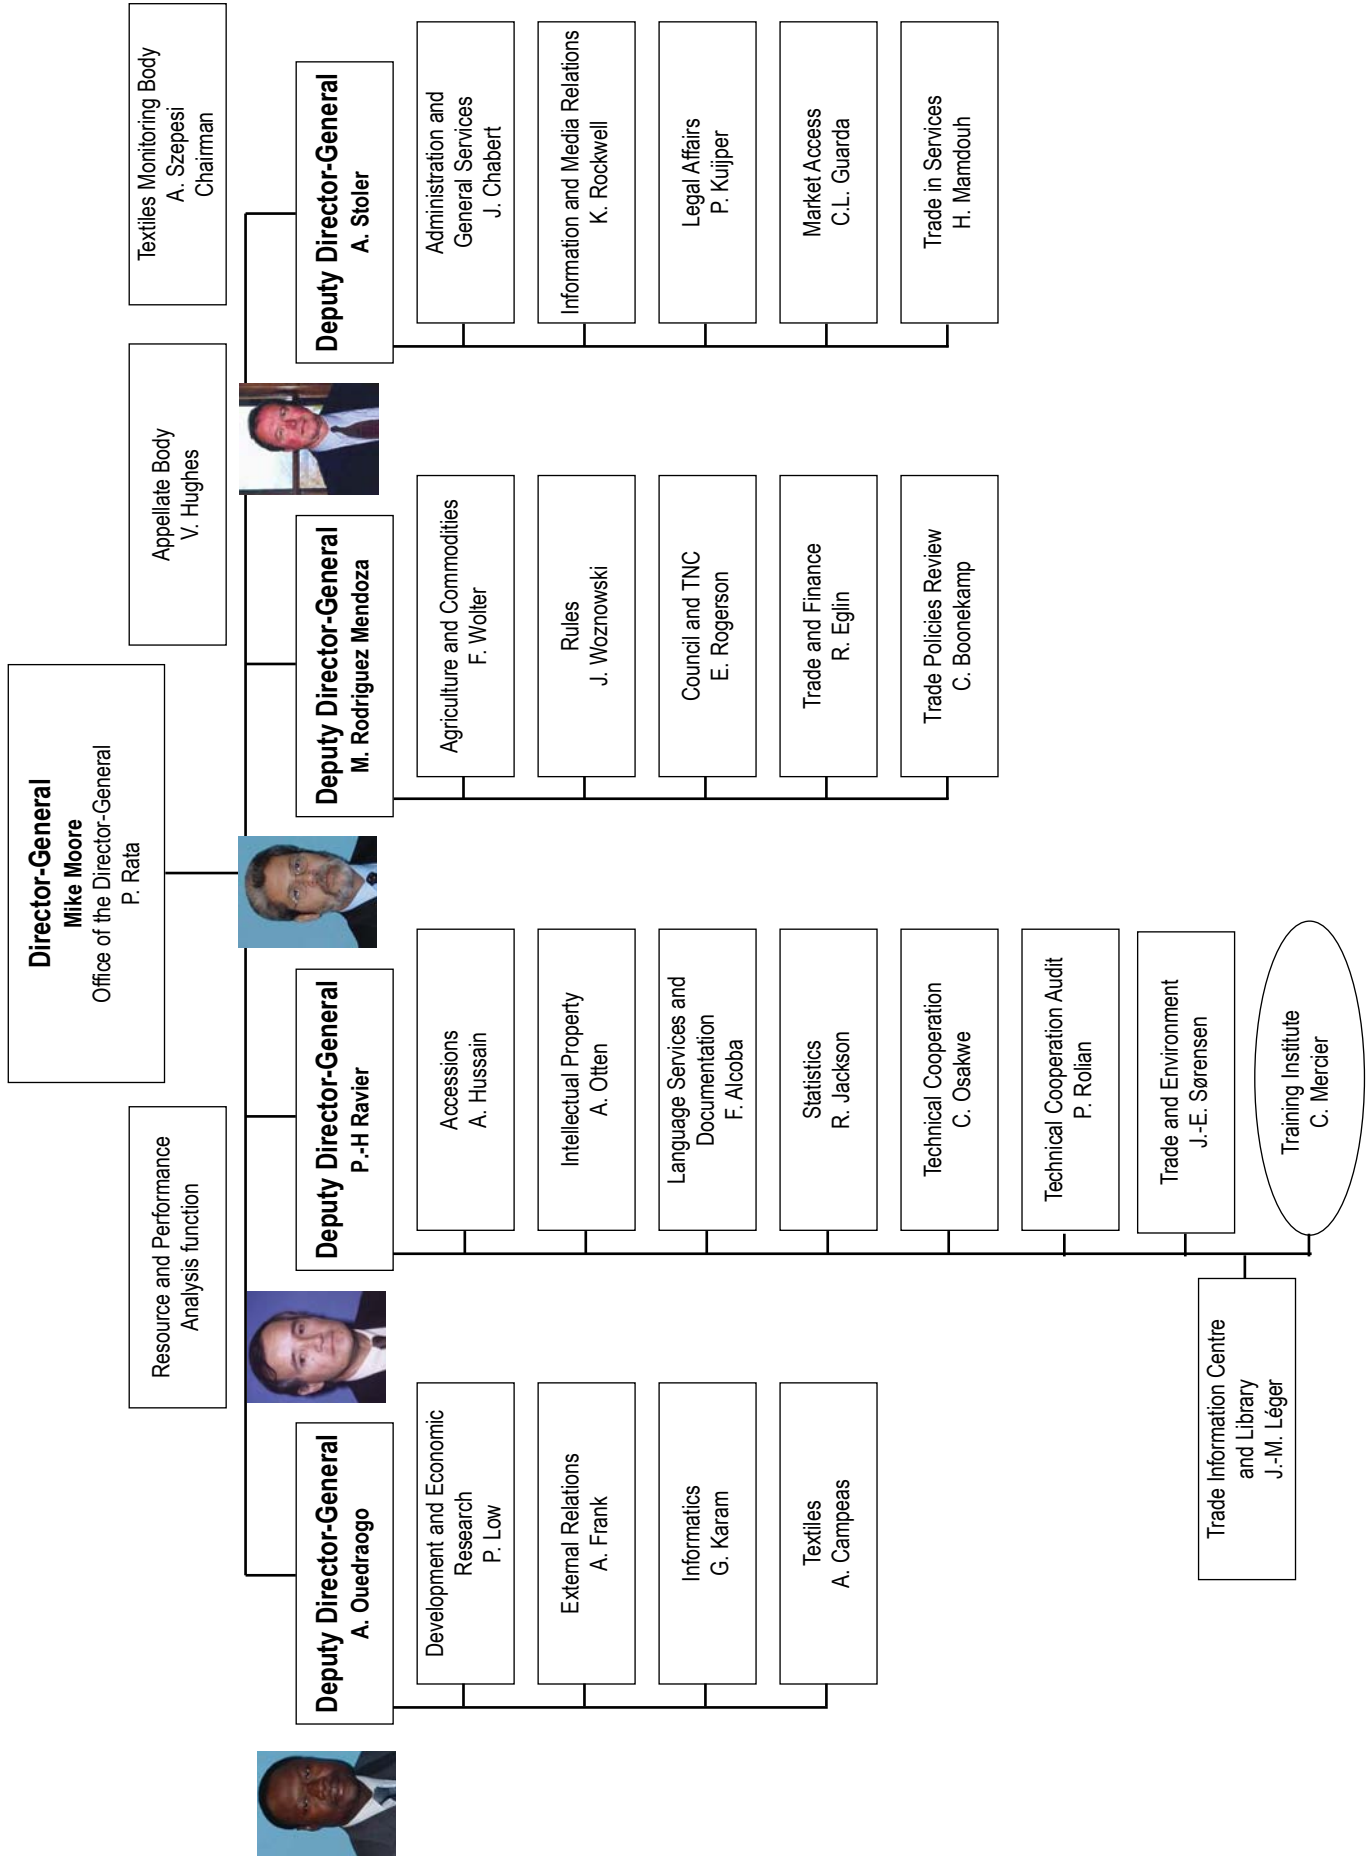 Director-General
Mike Moore
Office of the Director-General
P. Rata
Resource and Performance
Analysis function
Appellate Body
V. Hughes
Textiles Monitoring Body
A. Szepesi
Chairman
Deputy Director-General
A. Ouedraogo
Development and Economic
Research
P. Low
External Relations
A. Frank
Informatics
G. Karam
Textiles
A. Campeas
Deputy Director-General
P.-H Ravier
Accessions
A. Hussain
Intellectual Property
A. Otten
Language Services and
Documentation
F. Alcoba
Statistics
R. Jackson
Technical Cooperation
C. Osakwe
Technical Cooperation Audit
P. Rolian
Trade and Environment
J.-E. Sørensen
Trade Information Centre
and Library
J.-M. Léger
Training Institute
C. Mercier
Deputy Director-General
M. Rodriguez Mendoza
Agriculture and Commodities
F. Wolter
Rules
J. Woznowski
Council and TNC
E. Rogerson
Trade and Finance
R. Eglin
Trade Policies Review
C. Boonekamp
Deputy Director-General
A. Stoler
Administration and
General Services
J. Chabert
Information and Media Relations
K. Rockwell
Legal Affairs
P. Kuijper
Market Access
C.L. Guarda
Trade in Services
H. Mamdouh